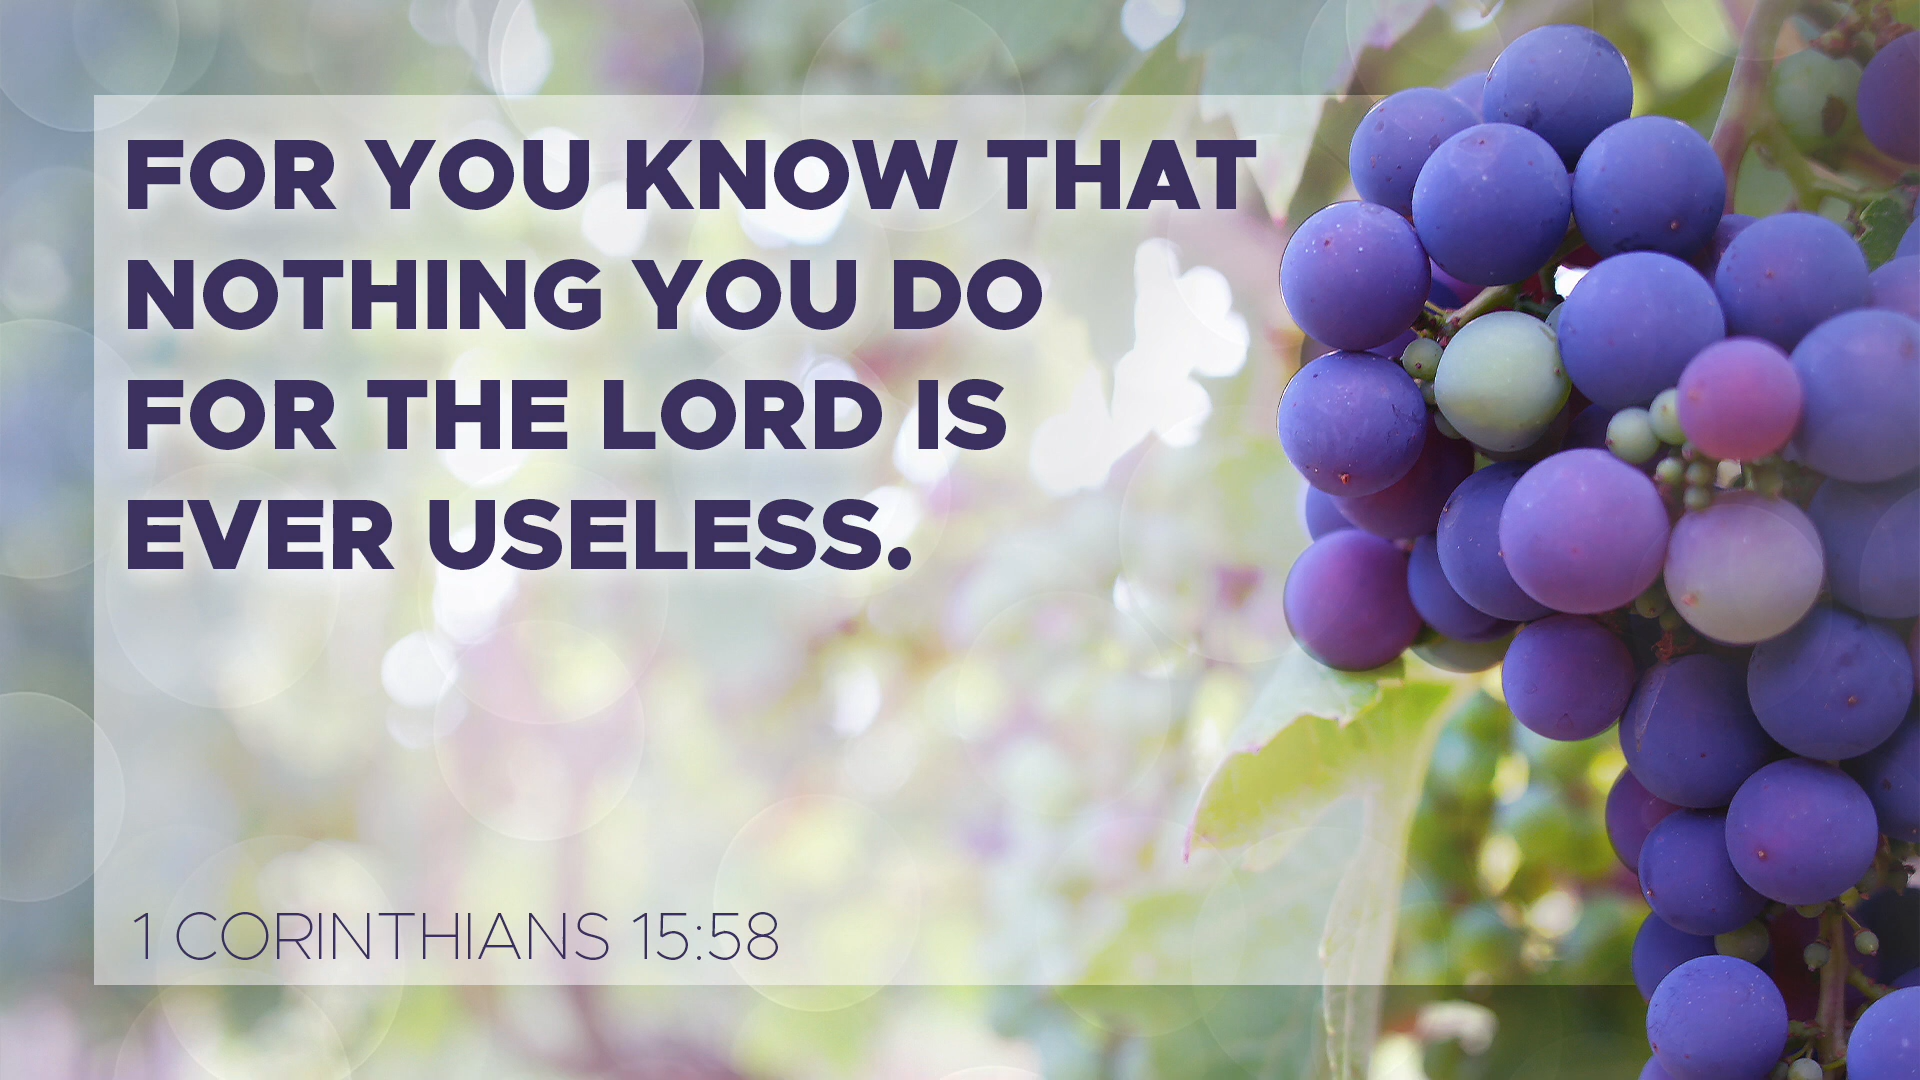 FOR YOU KNOW THAT
NOTHING YOU DO
FOR THE LORD IS
EVER USELESS.
1 CORINTHIANS 15:58